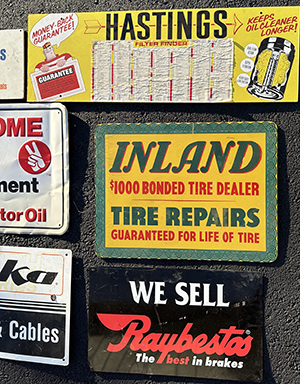 MONEY-BACK
GUARANTEE!
GUARANTEE
HASTINGS
FILTER FINDER
KEEPS
OIL CLEANER
LONGER!
OME
ment
tor Oil
INLAND
$1000 BONDED TIRE DEALER
TIRE REPAIRS
GUARANTEED FOR LIFE OF TIRE
ka
& Cables
WE SELL
Raybestos
The best in brakes